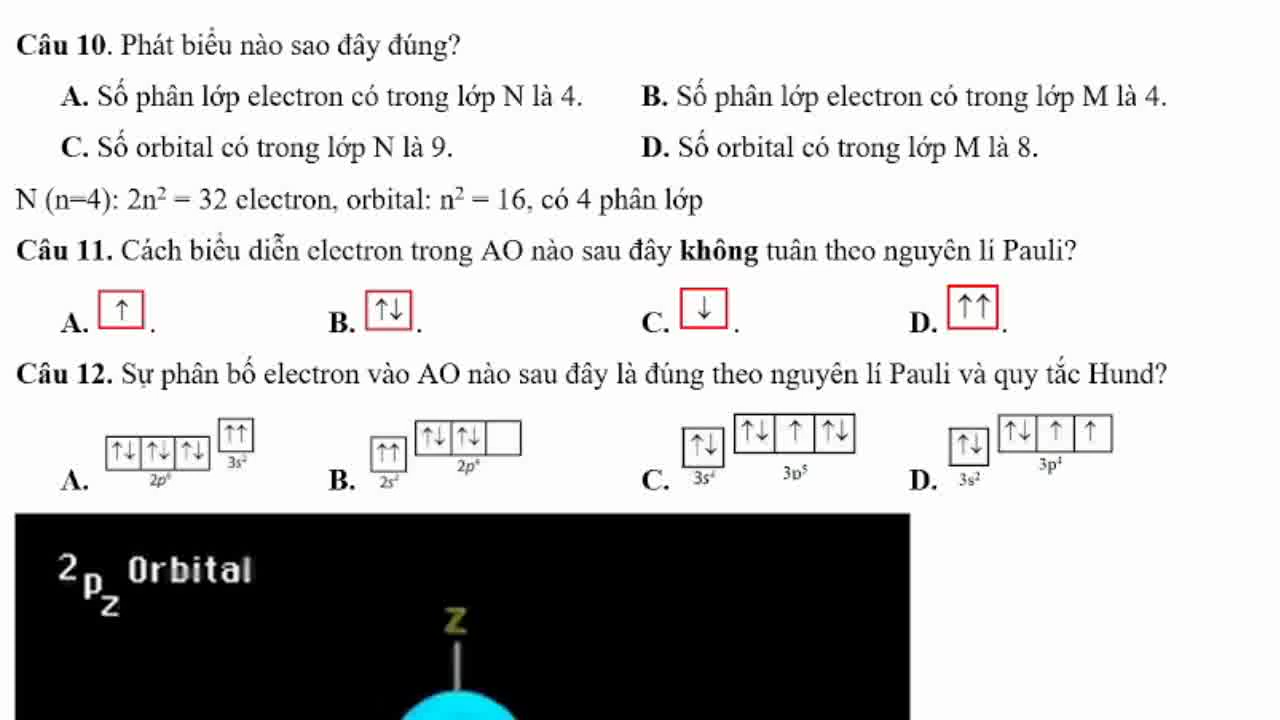 Câu 10. Phát biểu nào sao đây đúng?
A. Số phân lớp electron có trong lớp N là 4. B. Số phân lớp electron có trong lớp M là 4.
C. Số orbital có trong lớp N là 9. D. Số orbital có trong lớp M là 8.
N (n=4): 2n² = 32 electron, orbital: n² = 16, có 4 phân lớp
Câu 11. Cách biểu diễn electron trong AO nào sau đây không tuân theo nguyên lí Pauli?
A. ↑ . B. ↑↓ . C. ↓ . D. ↑↑ .
Câu 12. Sự phân bố electron vào AO nào sau đây là đúng theo nguyên lí Pauli và quy tắc Hund?
↑↓ ↑↓ ↑↓ ↑↑ ↑↑ ↑↓ ↑↓ ↑↓ ↑↓ ↑ ↑↓ ↑↓ ↑↓ ↑ ↑
A. 2p⁶ 3s² B. 2s² 2p⁴ C. 3s² 3p⁵ D. 3s² 3p⁴
2pz Orbital
Z